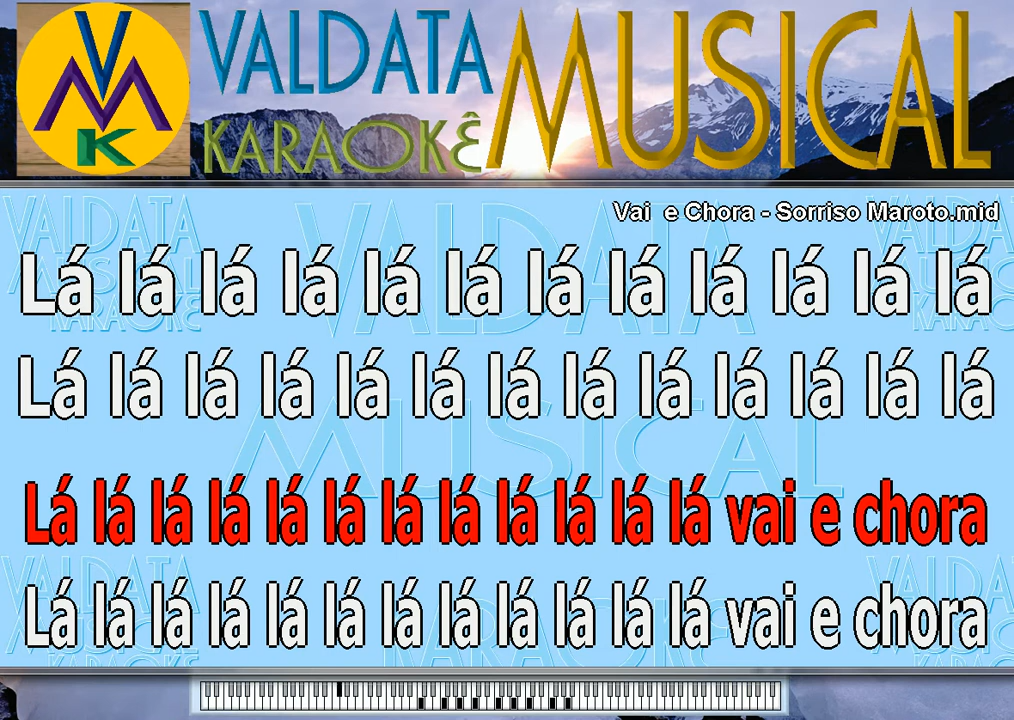 VMK
VALDATA MUSICAL
KARAOKÊ
Vai e Chora - Sorriso Maroto.mid
Lá lá lá lá lá lá lá lá lá lá lá lá
Lá lá lá lá lá lá lá lá lá lá lá lá lá
Lá lá lá lá lá lá lá lá lá lá lá lá vai e chora
Lá lá lá lá lá lá lá lá lá lá lá lá vai e chora